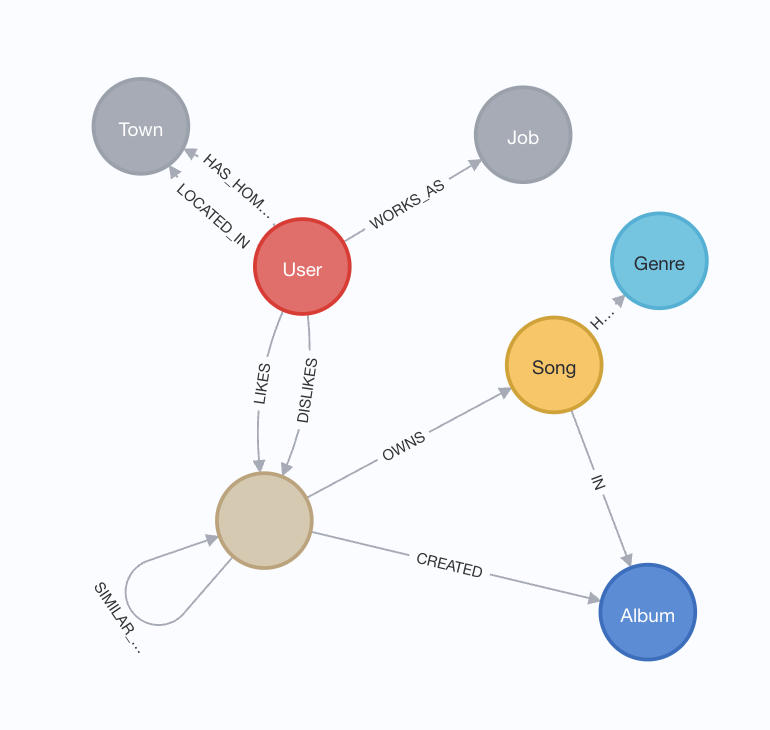 Town
Job
HAS_HOM...
LOCATED_IN
WORKS_AS
User
Genre
H...
Song
LIKES
DISLIKES
OWNS
IN
CREATED
SIMILAR_...
Album